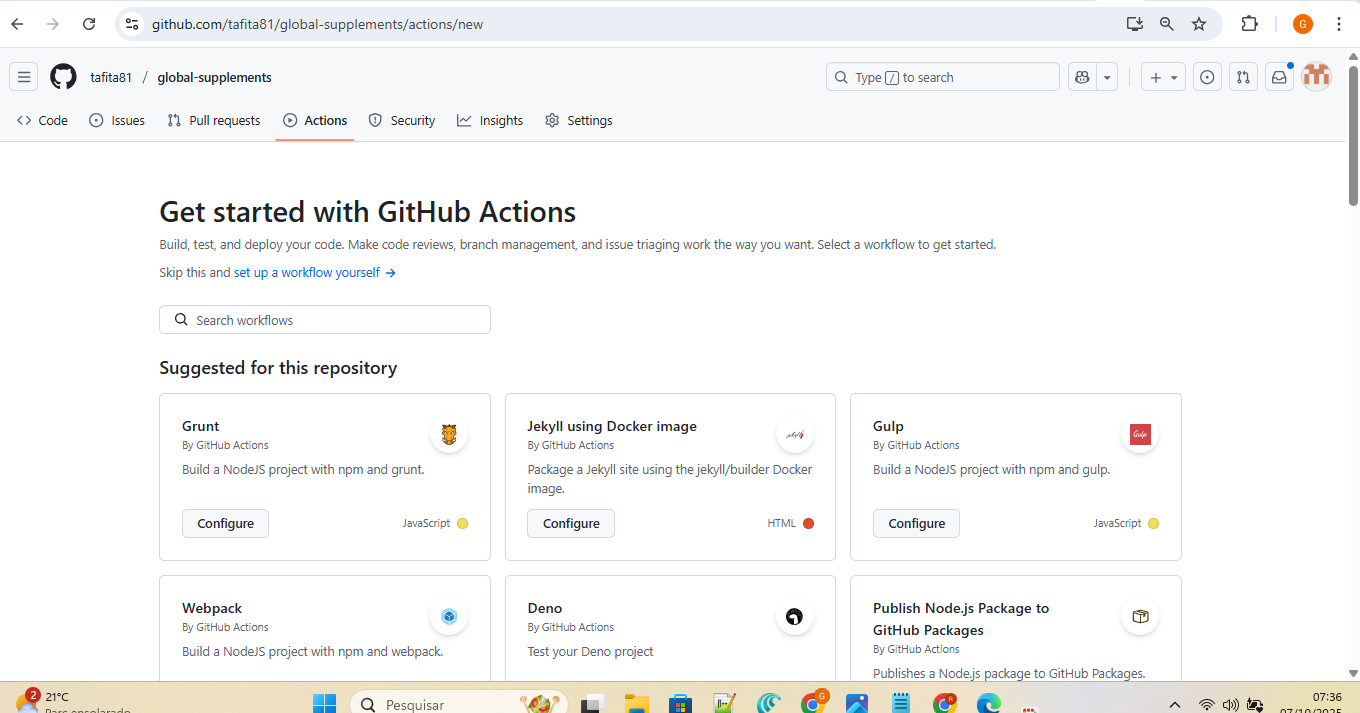 github.com/tafita81/global-supplements/actions/new
G
tafita81 / global-supplements
Type / to search
Code
Issues
Pull requests
Actions
Security
Insights
Settings
Get started with GitHub Actions
Build, test, and deploy your code. Make code reviews, branch management, and issue triaging work the way you want. Select a workflow to get started.
Skip this and set up a workflow yourself →
Search workflows
Suggested for this repository
Grunt
By GitHub Actions
Build a NodeJS project with npm and grunt.
Configure
JavaScript
Jekyll using Docker image
By GitHub Actions
Package a Jekyll site using the jekyll/builder Docker
image.
Configure
HTML
Gulp
By GitHub Actions
Build a NodeJS project with npm and gulp.
Configure
JavaScript
Webpack
By GitHub Actions
Build a NodeJS project with npm and webpack.
Deno
By GitHub Actions
Test your Deno project
Publish Node.js Package to
GitHub Packages
By GitHub Actions
Publishes a Node.js package to GitHub Packages.
2
21°C
Parc ensolarado
Pesquisar
07:36
07/10/2025